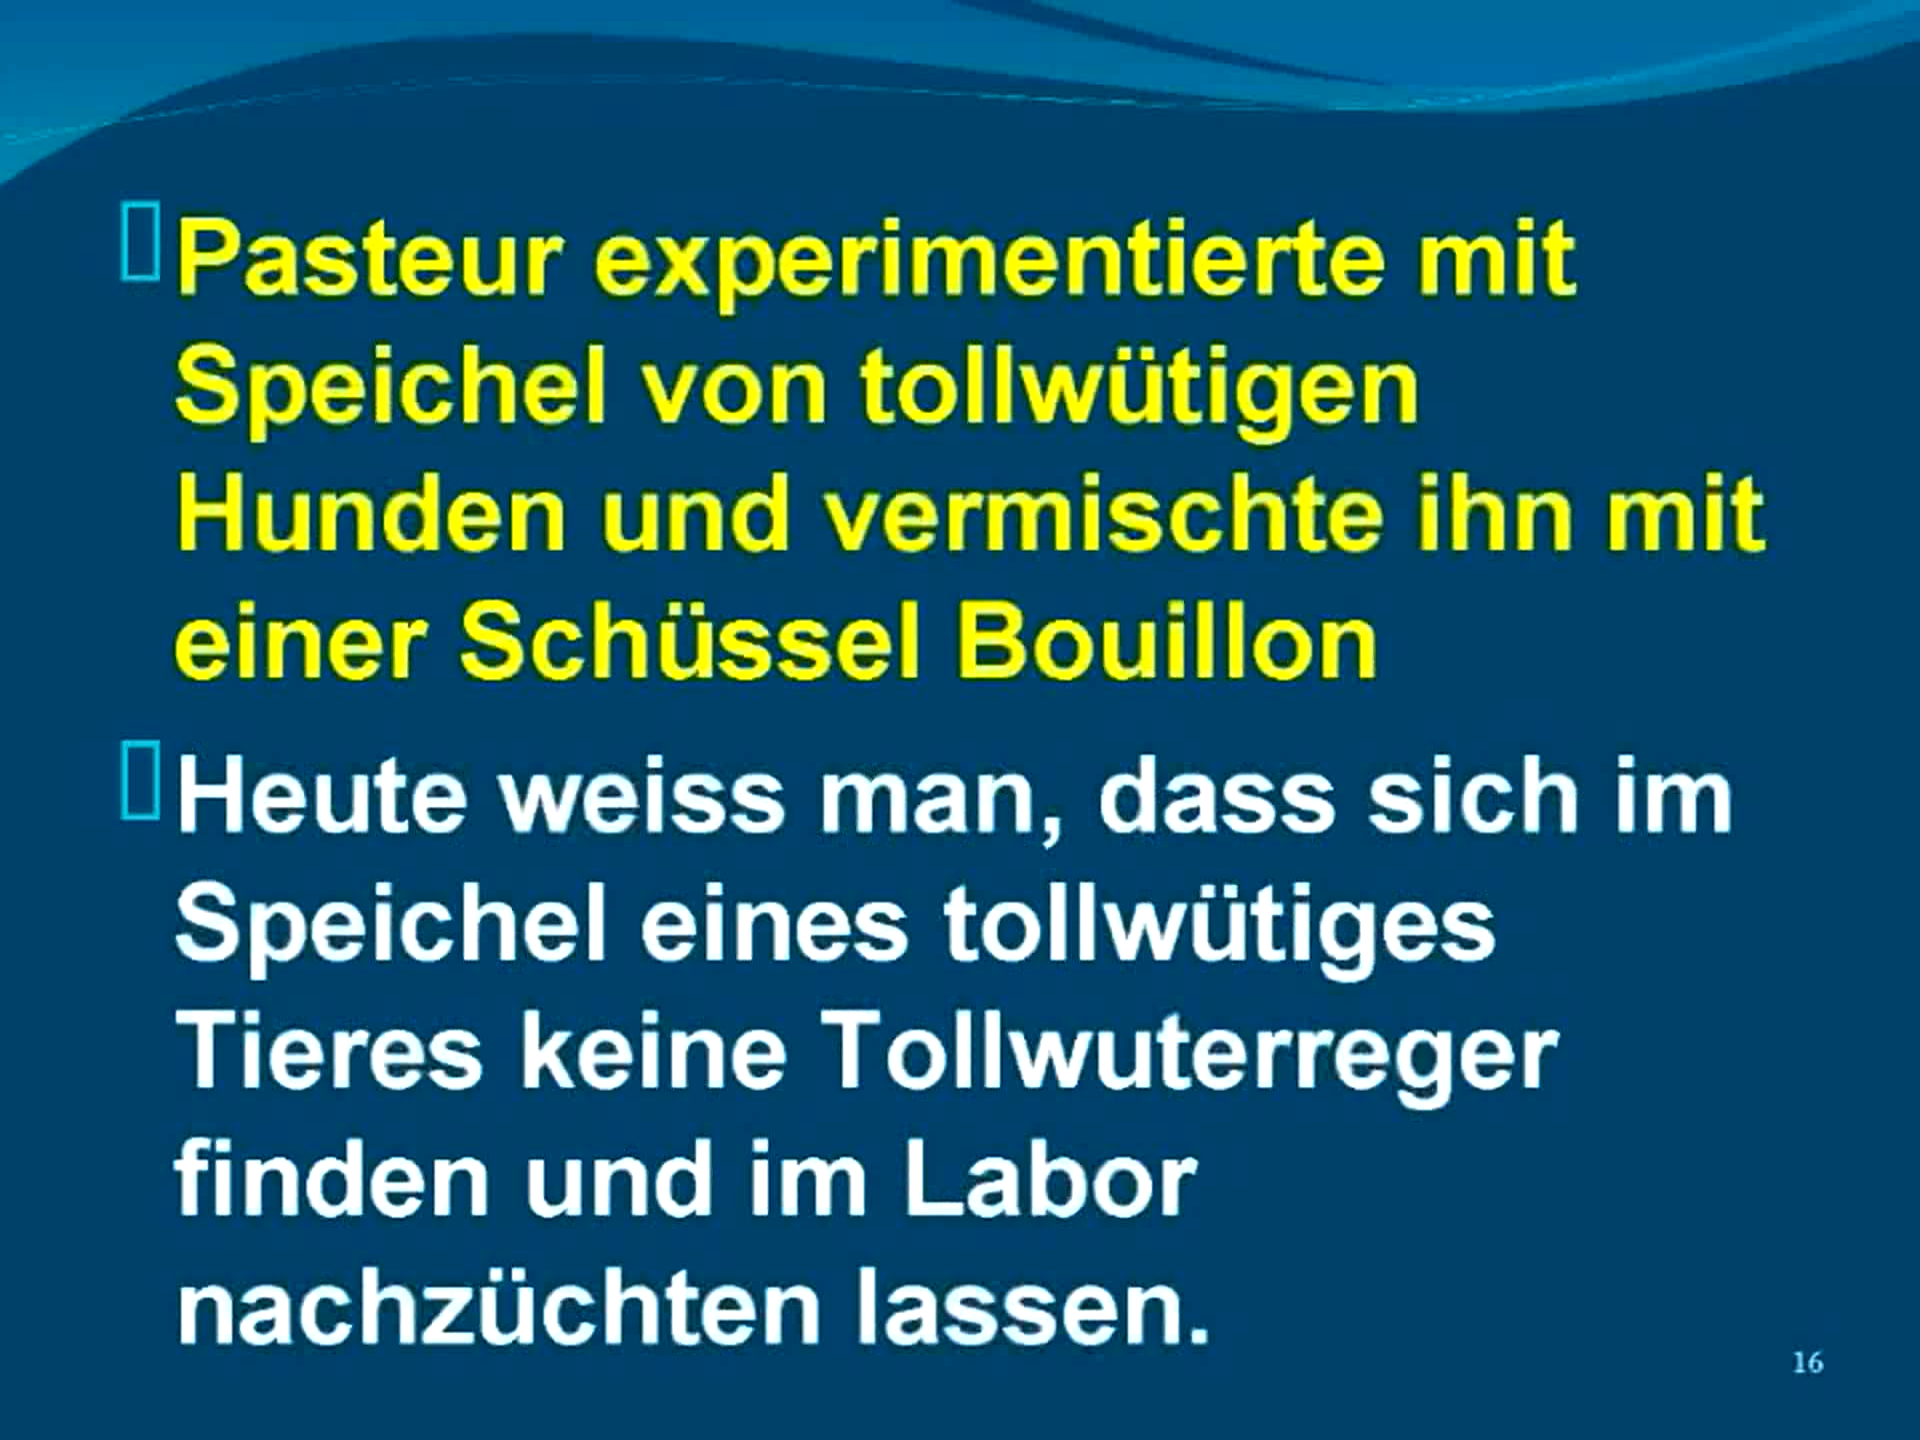 Pasteur experimentierte mit
Speichel von tollwütigen
Hunden und vermischte ihn mit
einer Schüssel Bouillon
Heute weiss man, dass sich im
Speichel eines tollwütiges
Tieres keine Tollwuterreger
finden und im Labor
nachzüchten lassen.
16